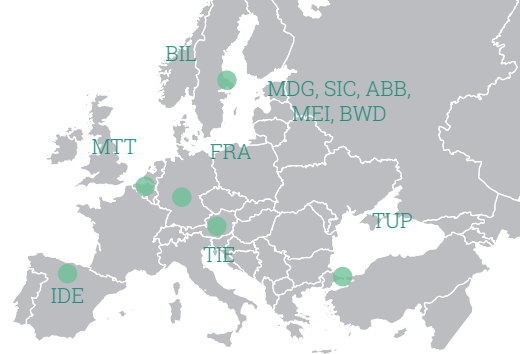 BIL
MDG, SIC, ABB,
MEI, BWD
MTT
FRA
TUP
TIE
IDE